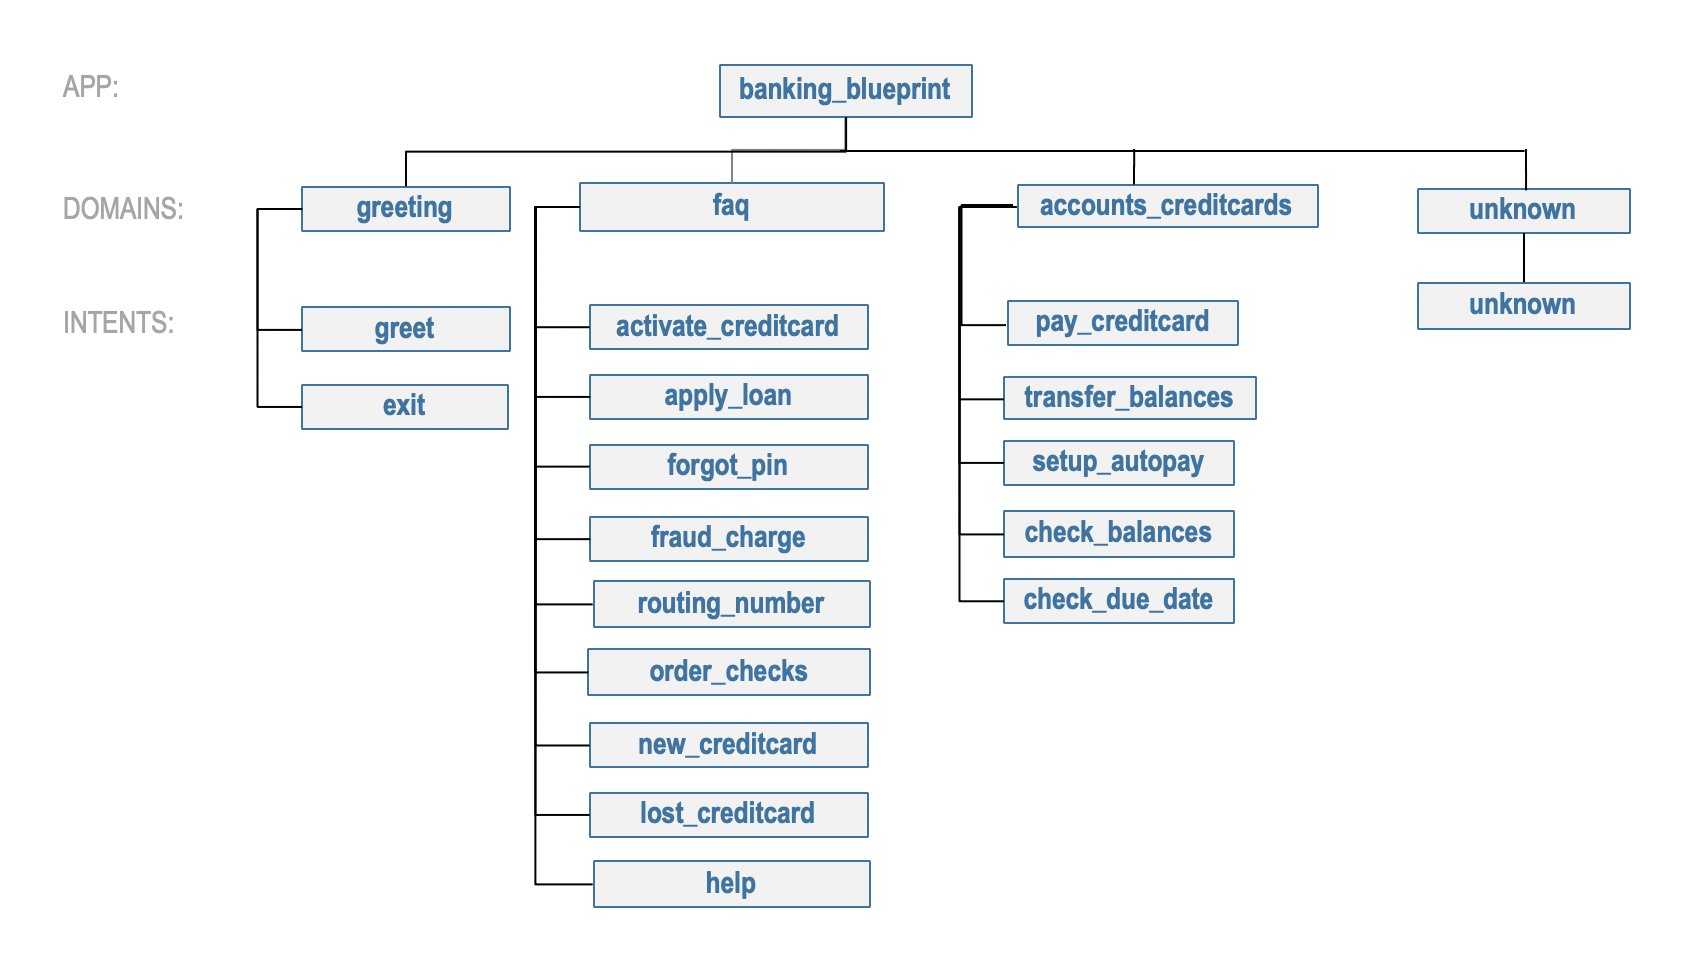 APP:
banking_blueprint
DOMAINS:
greeting
faq
accounts_creditcards
unknown
INTENTS:
greet
exit
activate_creditcard
apply_loan
forgot_pin
fraud_charge
routing_number
order_checks
new_creditcard
lost_creditcard
help
pay_creditcard
transfer_balances
setup_autopay
check_balances
check_due_date
unknown